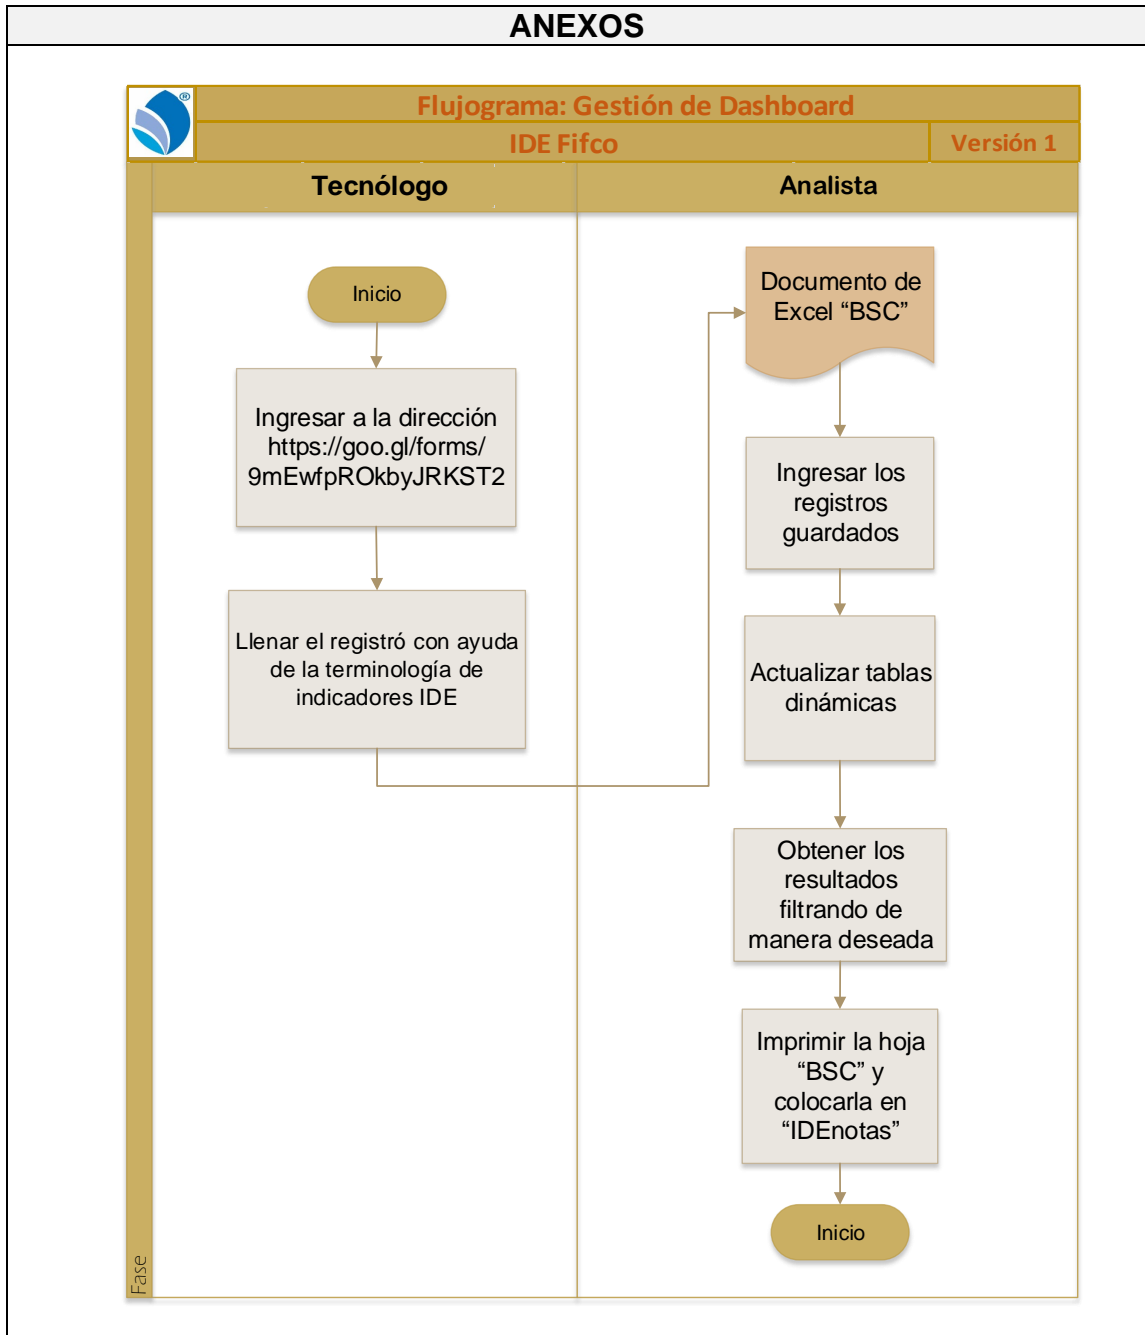 ANEXOS
®
Flujograma: Gestión de Dashboard
IDE Fifco
Versión 1
Tecnólogo
Analista
Inicio
Ingresar a la dirección
https://goo.gl/forms/
9mEwfpROkbyJRKST2
Llenar el registró con ayuda
de la terminología de
indicadores IDE
Documento de
Excel “BSC”
Ingresar los
registros
guardados
Actualizar tablas
dinámicas
Obtener los
resultados
filtrando de
manera deseada
Imprimir la hoja
“BSC” y
colocarla en
“IDEnotas”
Inicio
Fase